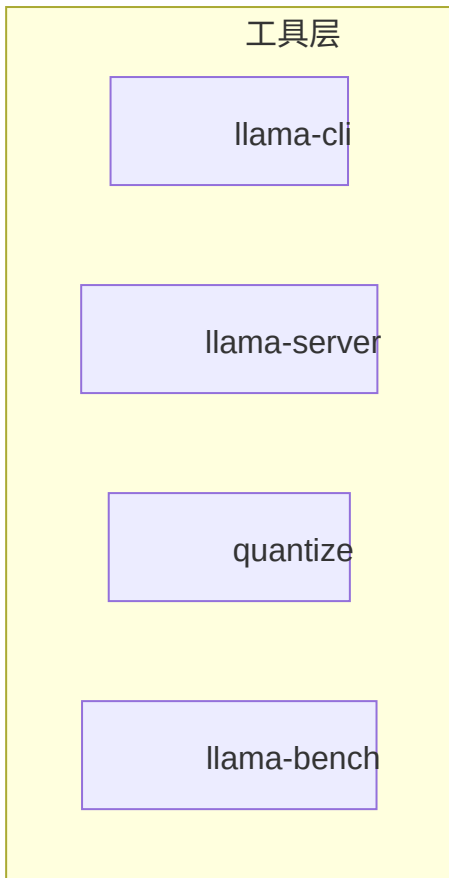 工具层
llama-cli
llama-server
quantize
llama-bench